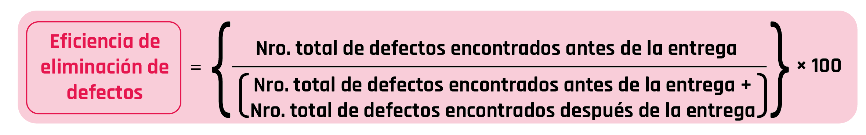 Eficiencia de
eliminación de
defectos
= { Nro. total de defectos encontrados antes de la entrega
(Nro. total de defectos encontrados antes de la entrega +
Nro. total de defectos encontrados después de la entrega) } × 100